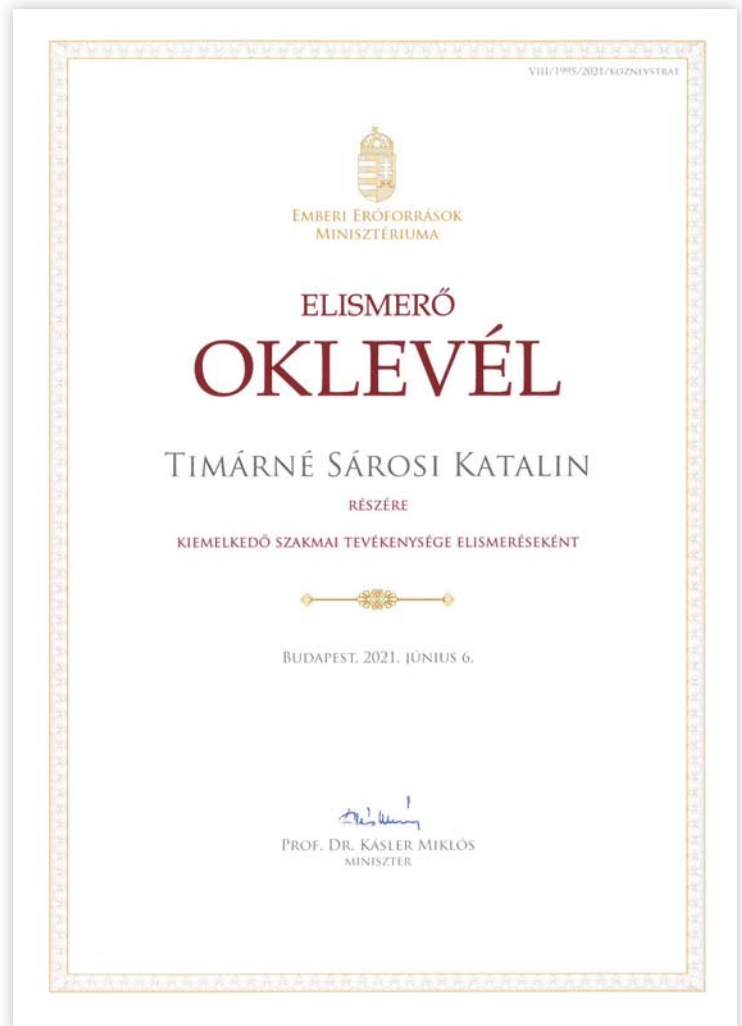 VIII/1995/2021/KOZNEVSTRAT
EMBERI ERŐFORRÁSOK
MINISZTÉRIUMA
ELISMERŐ
OKLEVÉL
TIMÁRNÉ SÁROSI KATALIN
RÉSZÉRE
KIEMELKEDŐ SZAKMAI TEVÉKENYSÉGE ELISMERÉSEKÉNT
BUDAPEST, 2021. JÚNIUS 6.
PROF. DR. KÁSLER MIKLÓS
MINISZTER